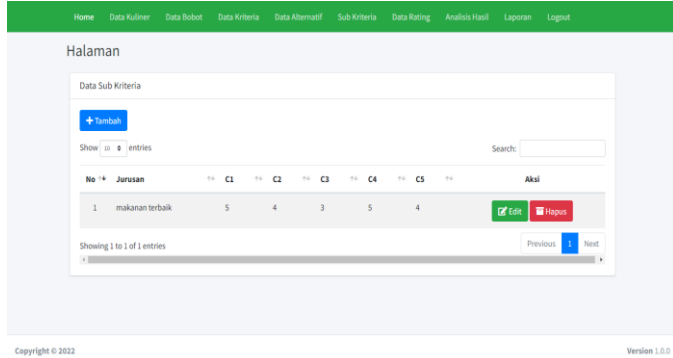 Home Data Kuliner Data Bobot Data Kriteria Data Alternatif Sub Kriteria Data Rating Analisis Hasil Laporan Logout
Halaman
Data Sub Kriteria
+ Tambah
Show 10 entries Search:
No Jurusan C1 C2 C3 C4 C5 Aksi
1 makanan terbaik 5 4 3 5 4 Edit Hapus
Showing 1 to 1 of 1 entries Previous 1 Next
Copyright © 2022 Version 1.0.0